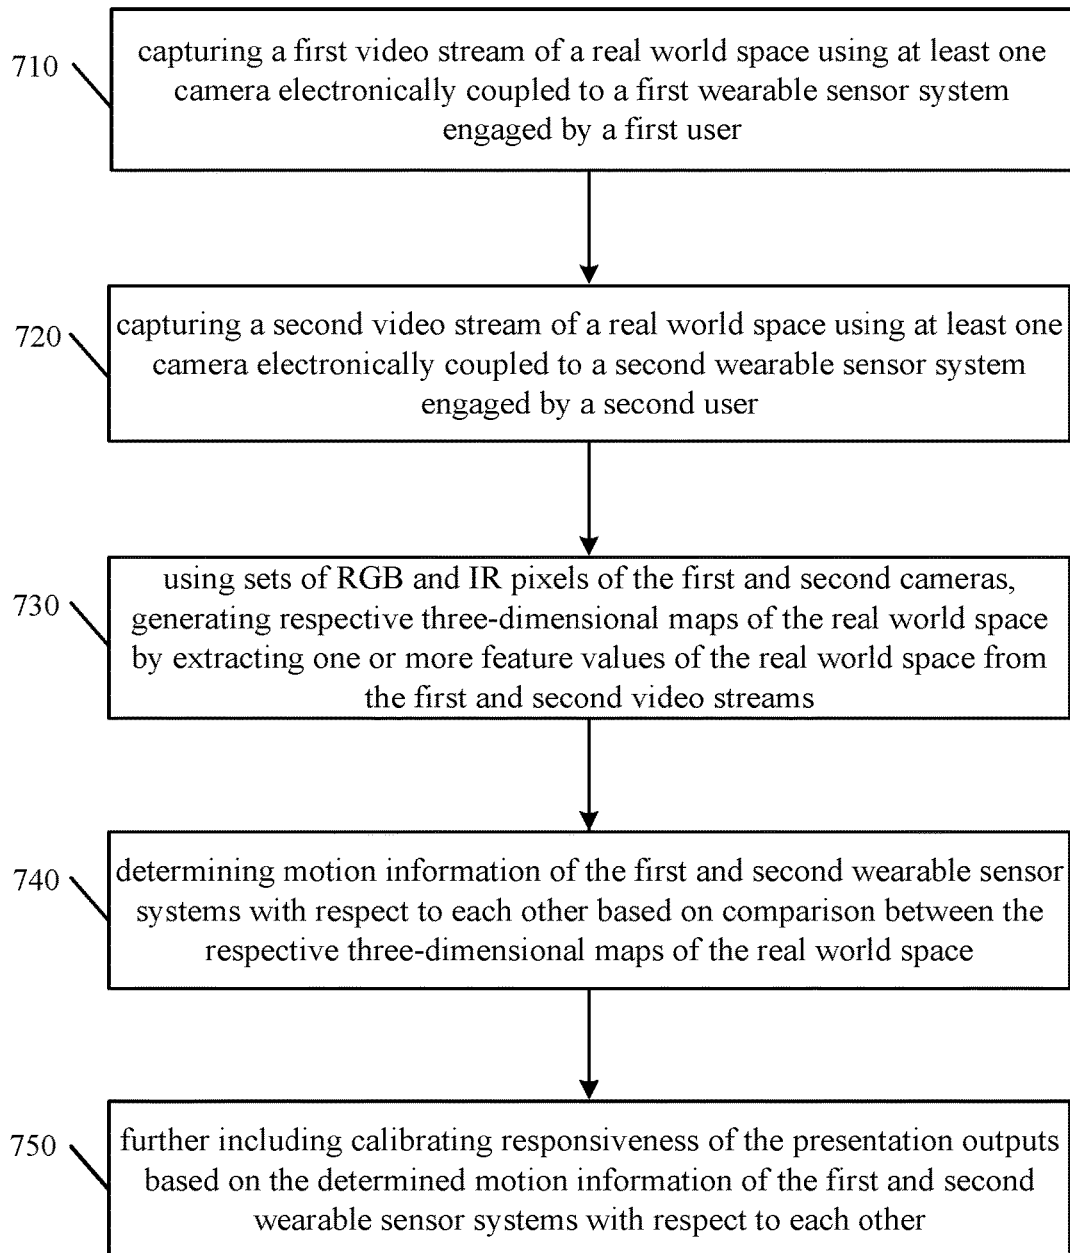 710
capturing a first video stream of a real world space using at least one
camera electronically coupled to a first wearable sensor system
engaged by a first user
720
capturing a second video stream of a real world space using at least one
camera electronically coupled to a second wearable sensor system
engaged by a second user
730
using sets of RGB and IR pixels of the first and second cameras,
generating respective three-dimensional maps of the real world space
by extracting one or more feature values of the real world space from
the first and second video streams
740
determining motion information of the first and second wearable sensor
systems with respect to each other based on comparison between the
respective three-dimensional maps of the real world space
750
further including calibrating responsiveness of the presentation outputs
based on the determined motion information of the first and second
wearable sensor systems with respect to each other